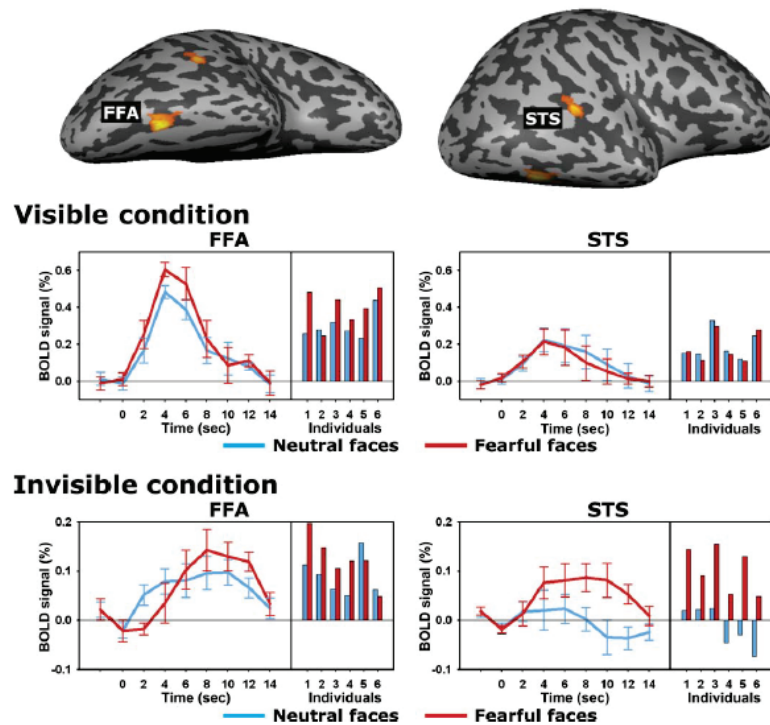 FFA
STS
Visible condition
FFA STS
BOLD signal (%)
0.6
0.4
0.2
0.0
0 2 4 6 8 10 12 14
Time (sec)
1 2 3 4 5 6
Individuals
BOLD signal (%)
0.6
0.4
0.2
0.0
0 2 4 6 8 10 12 14
Time (sec)
1 2 3 4 5 6
Individuals
Neutral faces Fearful faces
Invisible condition
FFA STS
BOLD signal (%)
0.2
0.1
0.0
-0.1
0 2 4 6 8 10 12 14
Time (sec)
1 2 3 4 5 6
Individuals
BOLD signal (%)
0.2
0.1
0.0
-0.1
0 2 4 6 8 10 12 14
Time (sec)
1 2 3 4 5 6
Individuals
Neutral faces Fearful faces